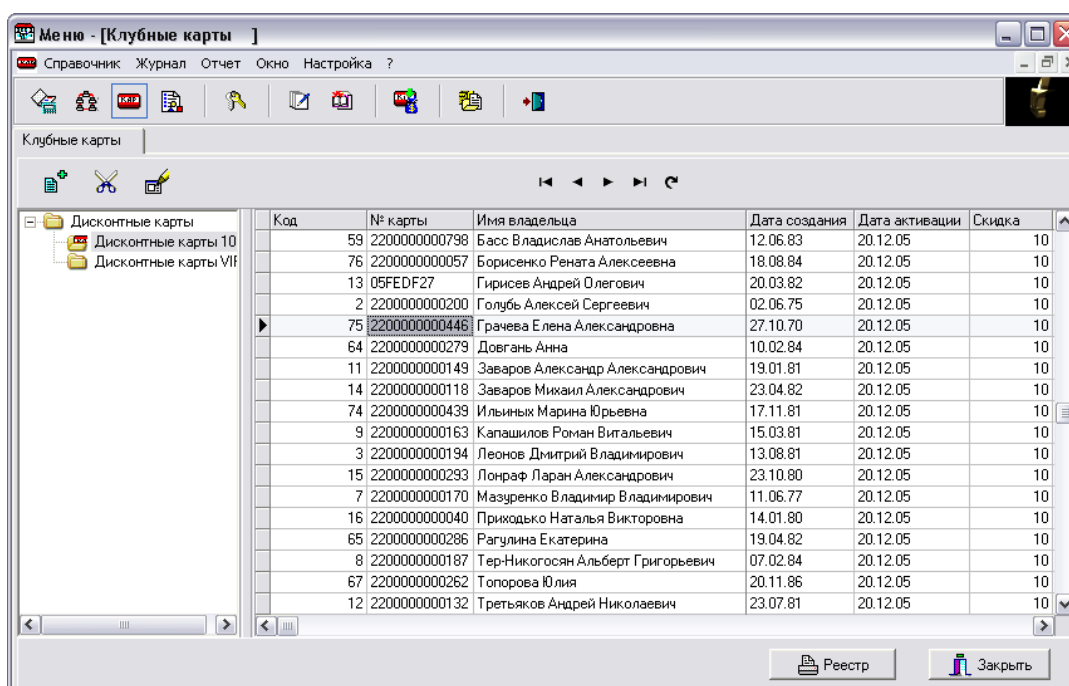 Меню - [Клубные карты ]
Справочник Журнал Отчет Окно Настройка ?
Клубные карты
Дисконтные карты
Дисконтные карты 10
Дисконтные карты VIF
Код № карты Имя владельца Дата создания Дата активации Скидка
59 2200000000798 Басс Владислав Анатольевич 12.06.83 20.12.05 10
76 2200000000057 Борисенко Рената Алексеевна 18.08.84 20.12.05 10
13 05FEDF27 Гирисев Андрей Олегович 20.03.82 20.12.05 10
2 2200000000200 Голубь Алексей Сергеевич 02.06.75 20.12.05 10
75 2200000000446 Грачева Елена Александровна 27.10.70 20.12.05 10
64 2200000000279 Довгань Анна 10.02.84 20.12.05 10
11 2200000000149 Заваров Александр Александрович 19.01.81 20.12.05 10
14 2200000000118 Заваров Михаил Александрович 23.04.82 20.12.05 10
74 2200000000439 Ильиных Марина Юрьевна 17.11.81 20.12.05 10
9 2200000000163 Капашилов Роман Витальевич 15.03.81 20.12.05 10
3 2200000000194 Леонов Дмитрий Владимирович 13.08.81 20.12.05 10
15 2200000000293 Лонраф Ларан Александрович 23.10.80 20.12.05 10
7 2200000000170 Мазуренко Владимир Владимирович 11.06.77 20.12.05 10
16 2200000000040 Приходько Наталья Викторовна 14.01.80 20.12.05 10
65 2200000000286 Рагулина Екатерина 19.04.82 20.12.05 10
8 2200000000187 Тер-Никогосян Альберт Григорьевич 07.02.84 20.12.05 10
67 2200000000262 Топорова Юлия 20.11.86 20.12.05 10
12 2200000000132 Третьяков Андрей Николаевич 23.07.81 20.12.05 10
Реестр Закрыть